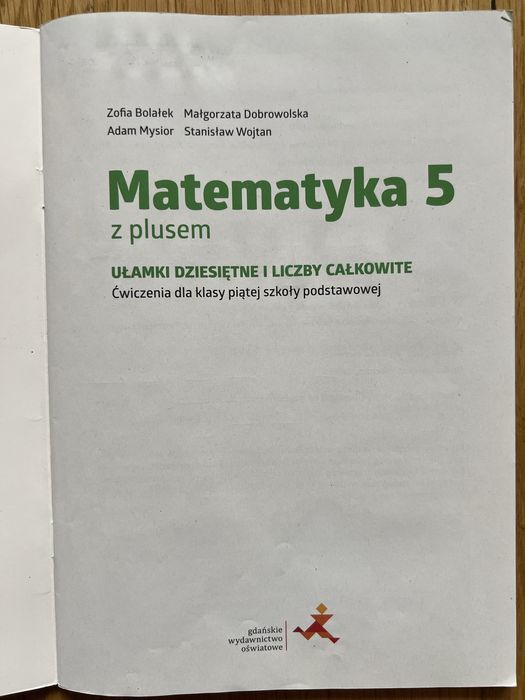 Zofia Bolałek Małgorzata Dobrowolska
Adam Mysior Stanisław Wojtan
Matematyka 5
z plusem
UŁAMKI DZIESIĘTNE I LICZBY CAŁKOWITE
Ćwiczenia dla klasy piątej szkoły podstawowej
gdańskie
wydawnictwo
oświatowe